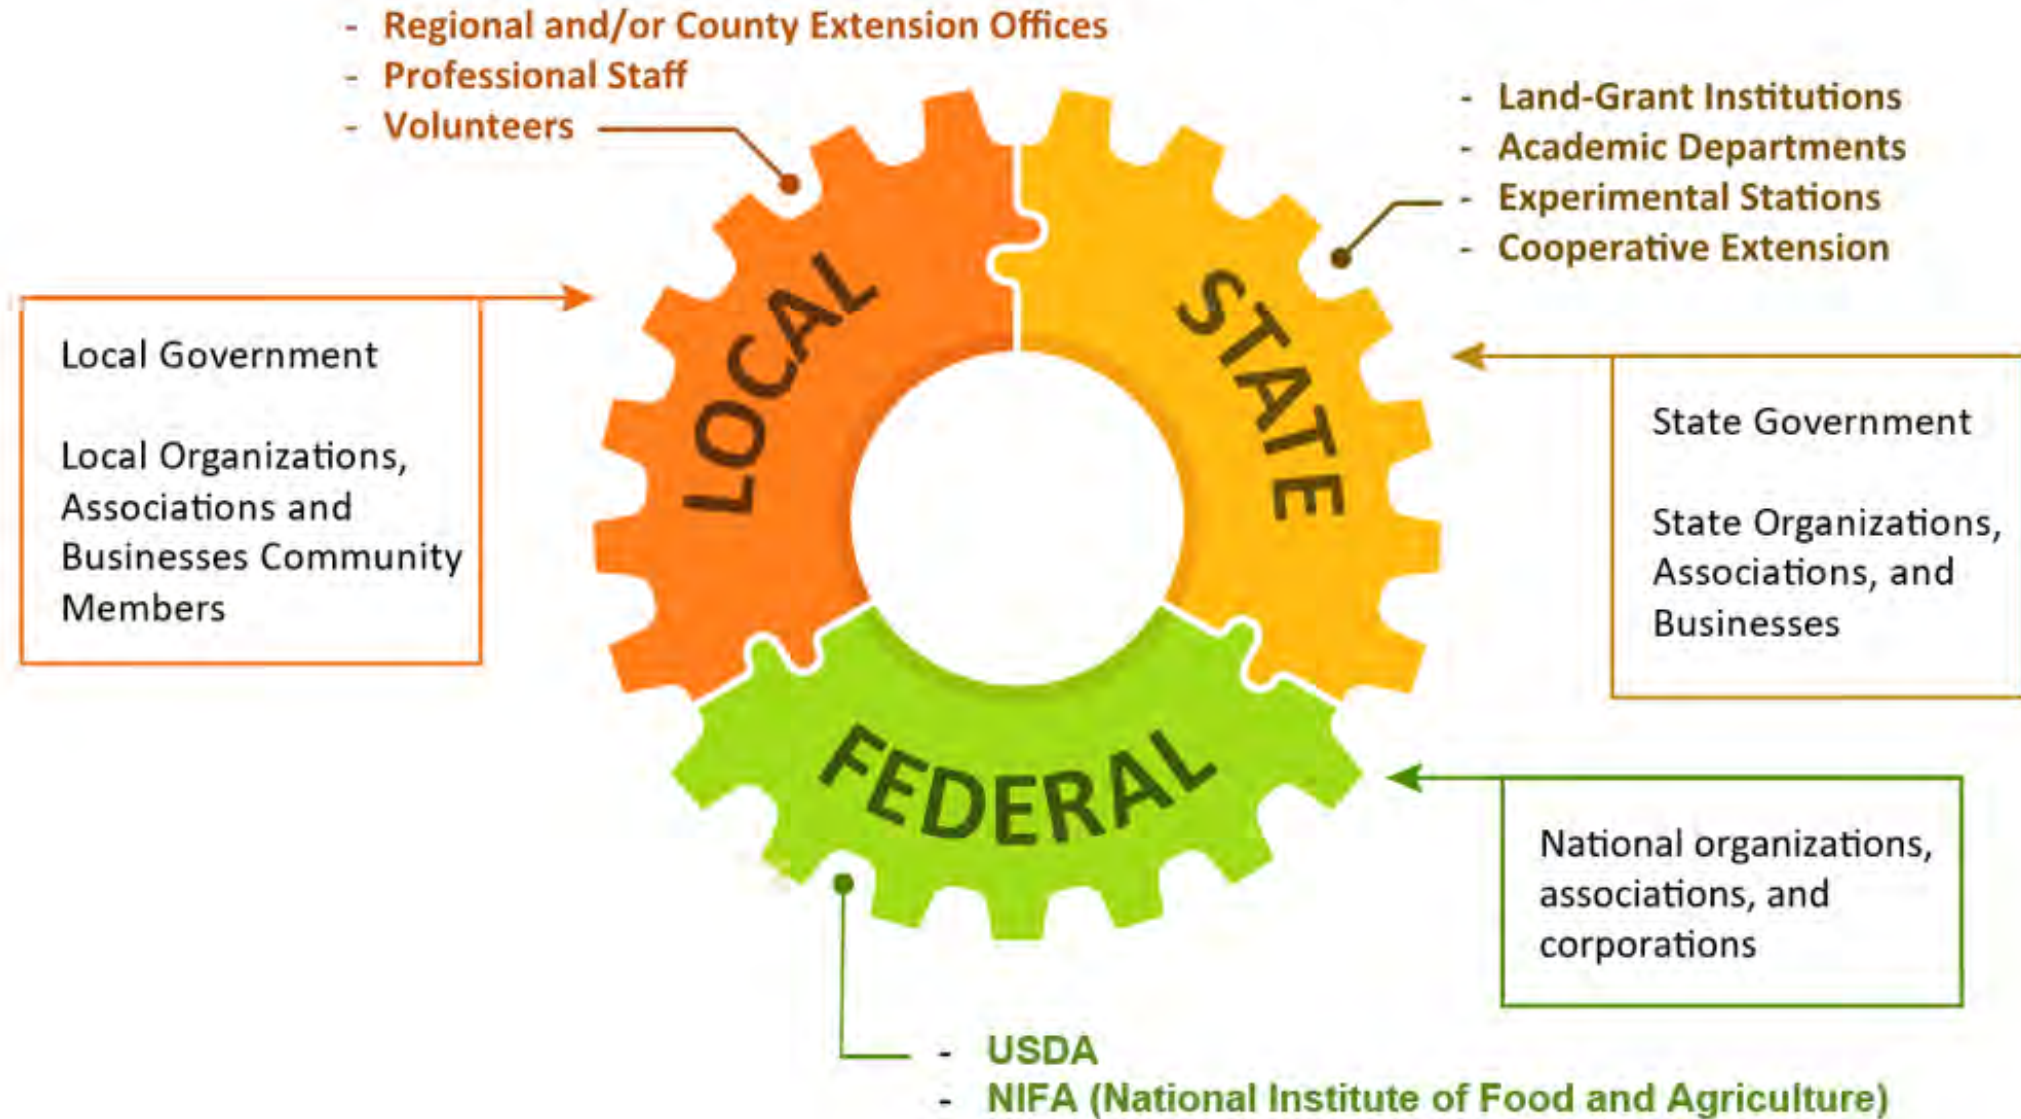 - Regional and/or County Extension Offices
- Professional Staff
- Volunteers
- Land-Grant Institutions
- Academic Departments
- Experimental Stations
- Cooperative Extension
LOCAL
STATE
FEDERAL
Local Government
Local Organizations,
Associations and
Businesses Community
Members
State Government
State Organizations,
Associations, and
Businesses
National organizations,
associations, and
corporations
- USDA
- NIFA (National Institute of Food and Agriculture)